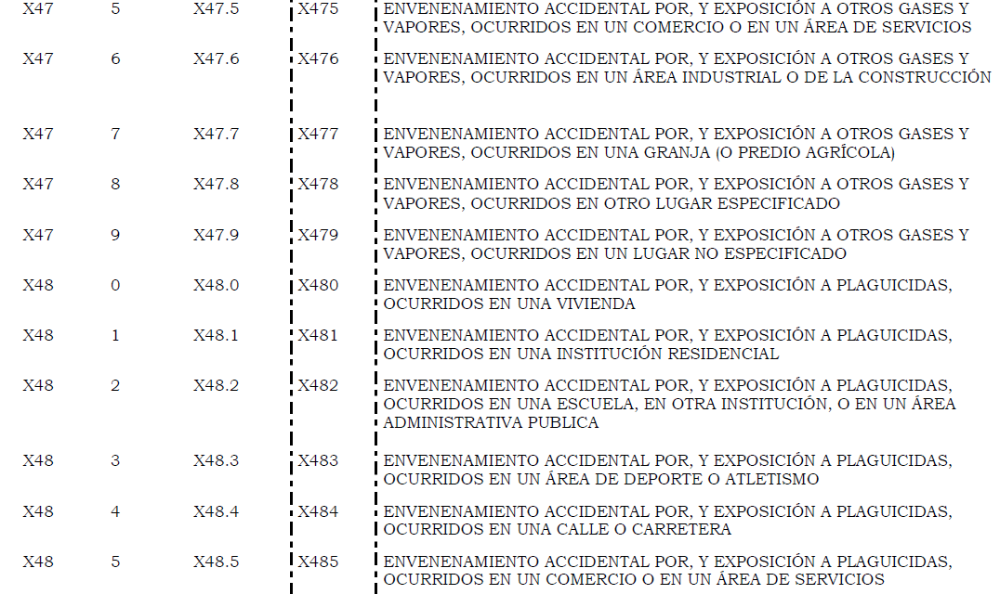 X47 5 X47.5 X475 ENVENENAMIENTO ACCIDENTAL POR, Y EXPOSICIÓN A OTROS GASES Y
VAPORES, OCURRIDOS EN UN COMERCIO O EN UN ÁREA DE SERVICIOS
X47 6 X47.6 X476 ENVENENAMIENTO ACCIDENTAL POR, Y EXPOSICIÓN A OTROS GASES Y
VAPORES, OCURRIDOS EN UN ÁREA INDUSTRIAL O DE LA CONSTRUCCIÓN
X47 7 X47.7 X477 ENVENENAMIENTO ACCIDENTAL POR, Y EXPOSICIÓN A OTROS GASES Y
VAPORES, OCURRIDOS EN UNA GRANJA (O PREDIO AGRÍCOLA)
X47 8 X47.8 X478 ENVENENAMIENTO ACCIDENTAL POR, Y EXPOSICIÓN A OTROS GASES Y
VAPORES, OCURRIDOS EN OTRO LUGAR ESPECIFICADO
X47 9 X47.9 X479 ENVENENAMIENTO ACCIDENTAL POR, Y EXPOSICIÓN A OTROS GASES Y
VAPORES, OCURRIDOS EN UN LUGAR NO ESPECIFICADO
X48 0 X48.0 X480 ENVENENAMIENTO ACCIDENTAL POR, Y EXPOSICIÓN A PLAGUICIDAS,
OCURRIDOS EN UNA VIVIENDA
X48 1 X48.1 X481 ENVENENAMIENTO ACCIDENTAL POR, Y EXPOSICIÓN A PLAGUICIDAS,
OCURRIDOS EN UNA INSTITUCIÓN RESIDENCIAL
X48 2 X48.2 X482 ENVENENAMIENTO ACCIDENTAL POR, Y EXPOSICIÓN A PLAGUICIDAS,
OCURRIDOS EN UNA ESCUELA, EN OTRA INSTITUCIÓN, O EN UN ÁREA
ADMINISTRATIVA PUBLICA
X48 3 X48.3 X483 ENVENENAMIENTO ACCIDENTAL POR, Y EXPOSICIÓN A PLAGUICIDAS,
OCURRIDOS EN UN ÁREA DE DEPORTE O ATLETISMO
X48 4 X48.4 X484 ENVENENAMIENTO ACCIDENTAL POR, Y EXPOSICIÓN A PLAGUICIDAS,
OCURRIDOS EN UNA CALLE O CARRETERA
X48 5 X48.5 X485 ENVENENAMIENTO ACCIDENTAL POR, Y EXPOSICIÓN A PLAGUICIDAS,
OCURRIDOS EN UN COMERCIO O EN UN ÁREA DE SERVICIOS